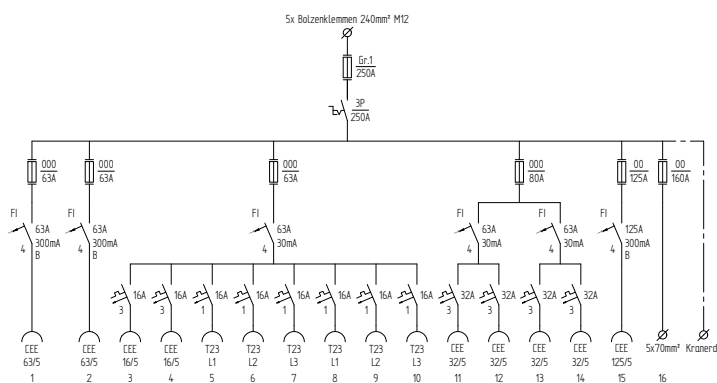 5x Bolzenklemmen 240mm² M12
Gr.1
250A
3P
250A
000
63A
000
63A
000
63A
000
80A
00
125A
00
160A
FI
63A
300mA
4
B
FI
63A
300mA
4
B
FI
63A
30mA
4
FI
63A
30mA
4
FI
63A
30mA
4
FI
125A
300mA
4
B
16A
3
16A
3
16A
1
16A
1
16A
1
16A
1
16A
1
16A
1
32A
3
32A
3
32A
3
32A
3
CEE
63/5
1
CEE
63/5
2
CEE
16/5
3
CEE
16/5
4
T23
L1
5
T23
L2
6
T23
L3
7
T23
L1
8
T23
L2
9
T23
L3
10
CEE
32/5
11
CEE
32/5
12
CEE
32/5
13
CEE
32/5
14
CEE
125/5
15
5x70mm²
16
Kranerd